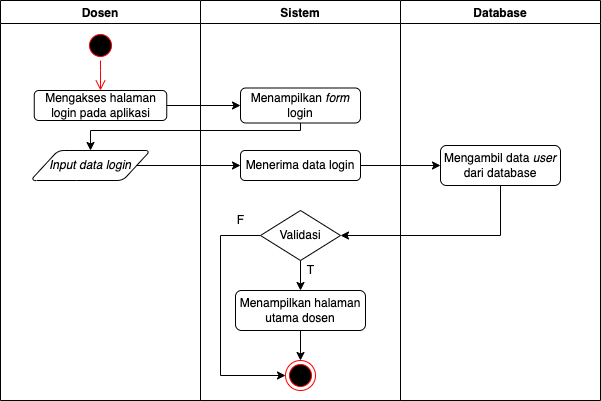 Dosen
Sistem
Database
Mengakses halaman
login pada aplikasi
Menampilkan form
login
Input data login
Menerima data login
Mengambil data user
dari database
F
Validasi
T
Menampilkan halaman
utama dosen